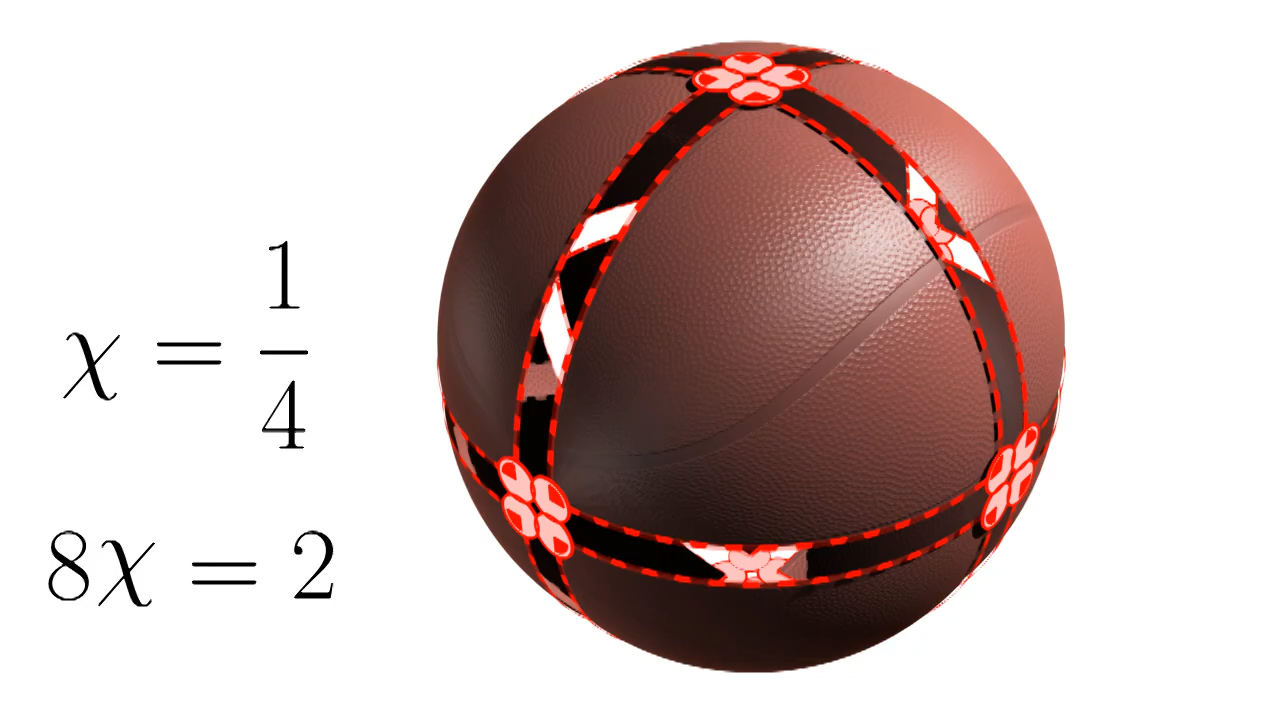 χ = 1/4
8χ = 2